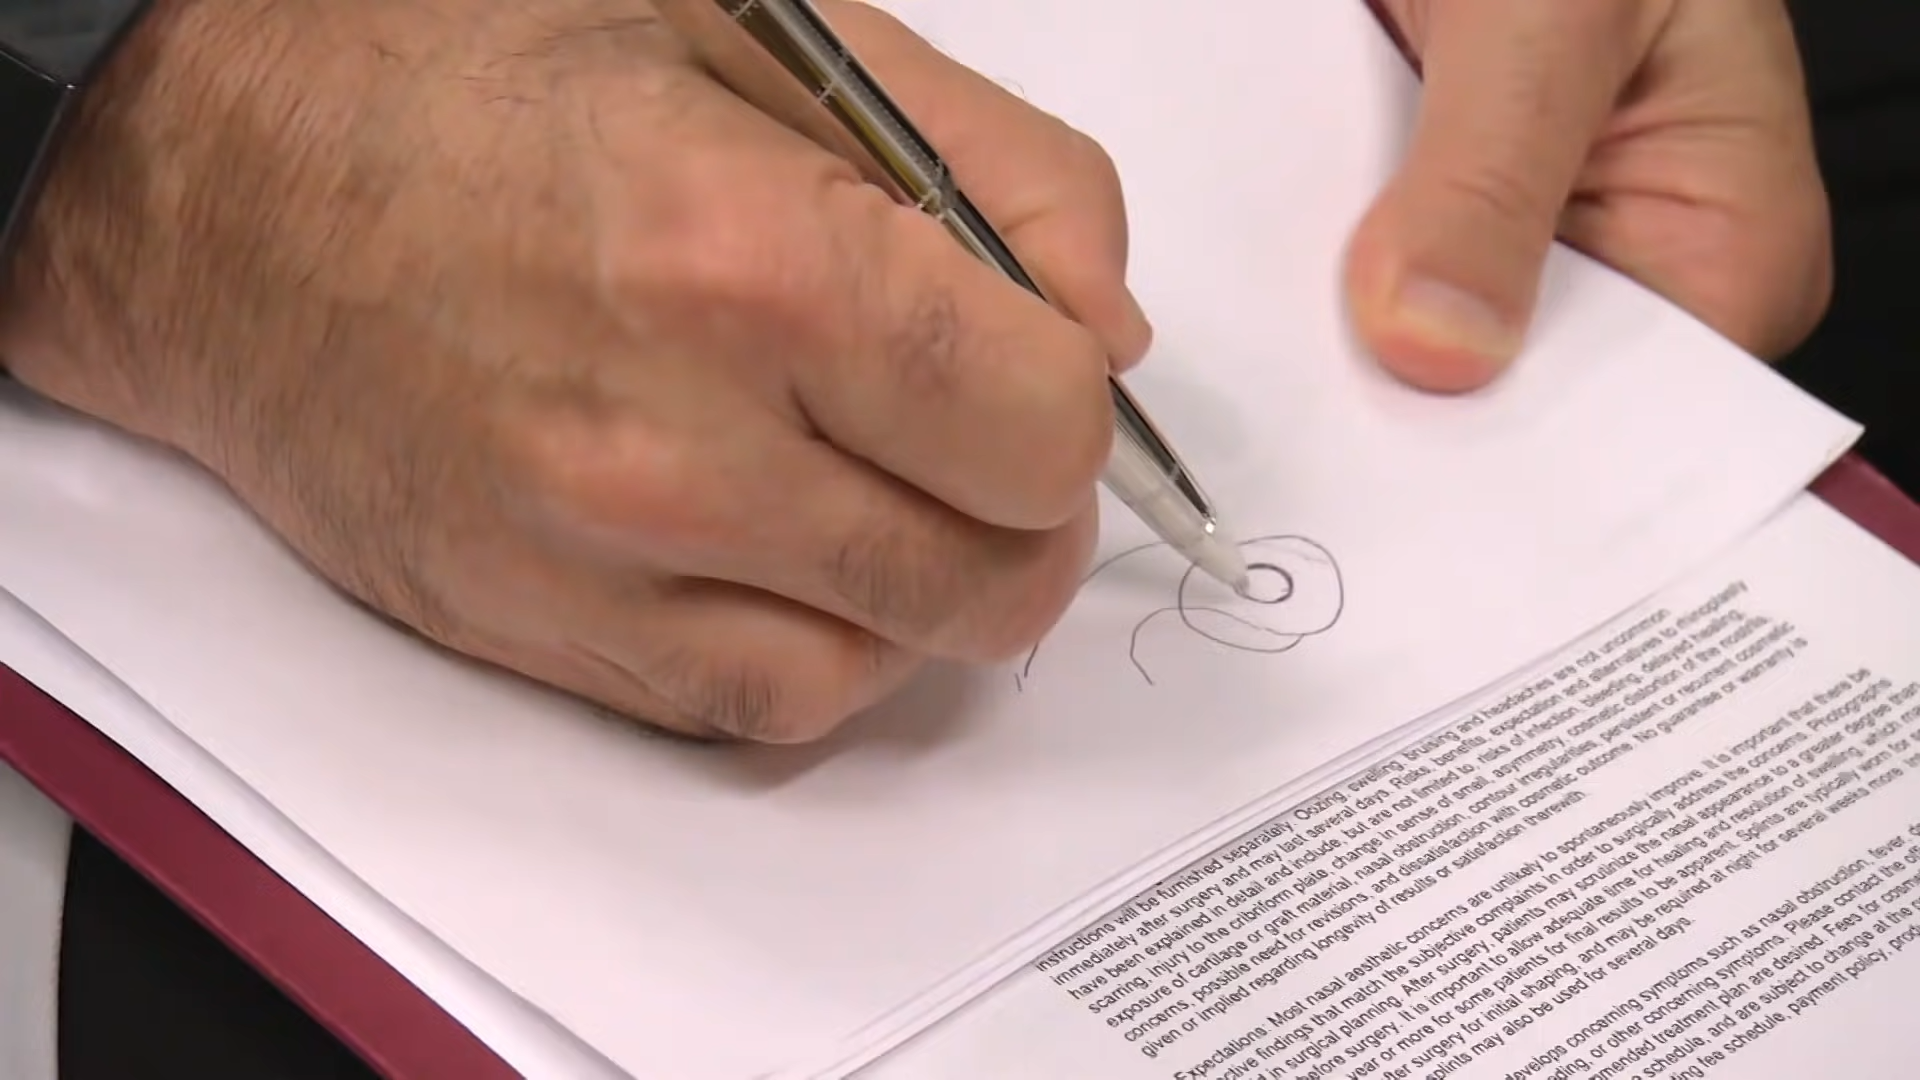 instructions will be furnished separately. Oozing, swelling, bruising and headaches are not uncommon
immediately after surgery and may last several days. Risks, benefits, expectation and alternatives to rhinoplasty
have been explained in detail and include, but are not limited to, risks of infection, bleeding, delayed healing,
scarring, injury to the cribriform plate, change in sense of smell, asymmetry, cosmetic distortion of the nostrils,
exposure of cartilage or graft material, nasal obstruction, contour irregularities, persistent or recurrent cosmetic
concerns, possible need for revisions, and dissatisfaction with cosmetic outcome. No guarantee or warranty is
given or implied regarding longevity of results or satisfaction therewith.
Expectations: Most nasal aesthetic concerns are unlikely to spontaneously improve. It is important that there be
ective findings that match the subjective complaints in order to surgically address the concerns. Photographs
d in surgical planning. After surgery, patients may scrutinize the nasal appearance to a greater degree than
before surgery. It is important to allow adequate time for healing and resolution of swelling, which ma
year or more for some patients for final results to be apparent. Splints are typically worn for
fter surgery for initial shaping, and may be required at night for several weeks more
splints may also be used for several days.
develops concerning symptoms such as nasal obstruction, fever, d
ading, or other concerning symptoms. Please contact the of
mmended treatment plan are desired. Fees for cosm
a schedule, and are subject to change at the
ing fee schedule, payment policy, prod